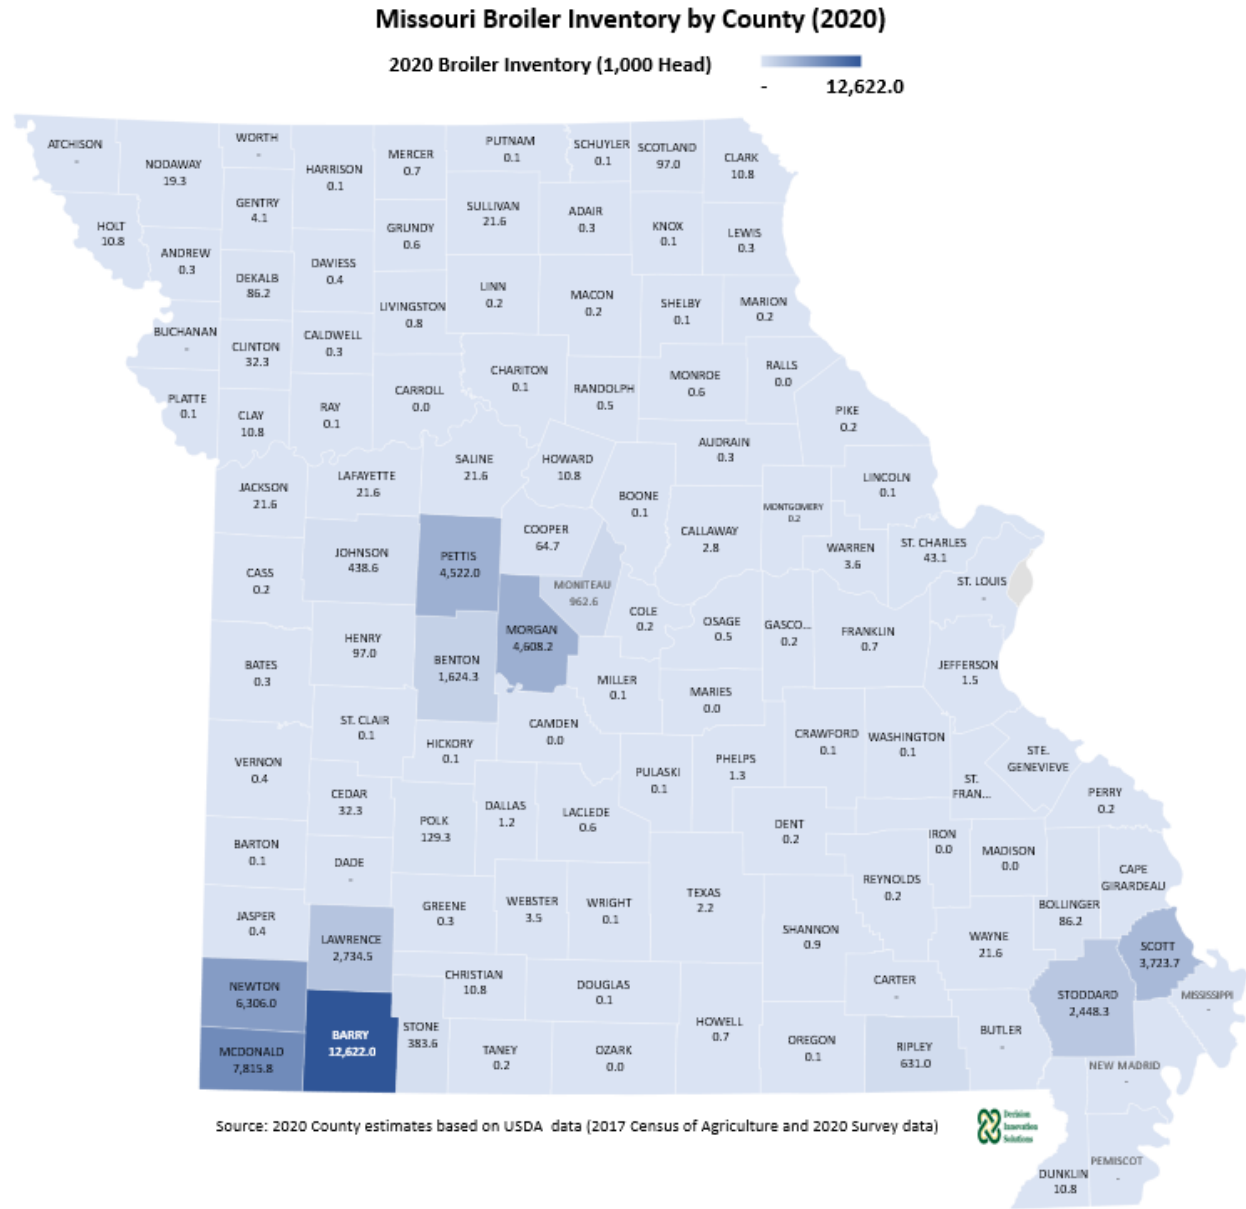 Missouri Broiler Inventory by County (2020)
2020 Broiler Inventory (1,000 Head)
-
12,622.0
ATCHISON
-
NODAWAY
19.3
WORTH
-
HARRISON
0.1
MERCER
0.7
PUTNAM
0.1
SCHUYLER
0.1
SCOTLAND
97.0
CLARK
10.8
HOLT
10.8
GENTRY
4.1
GRUNDY
0.6
SULLIVAN
21.6
ADAIR
0.3
KNOX
0.1
LEWIS
0.3
ANDREW
0.3
DEKALB
86.2
DAVIESS
0.4
LIVINGSTON
0.8
LINN
0.2
MACON
0.2
SHELBY
0.1
MARION
0.2
BUCHANAN
-
CLINTON
32.3
CALDWELL
0.3
CARROLL
0.0
CHARITON
0.1
RANDOLPH
0.5
MONROE
0.6
RALLS
0.0
PIKE
0.2
PLATTE
0.1
CLAY
10.8
RAY
0.1
AUDRAIN
0.3
JACKSON
21.6
LAFAYETTE
21.6
SALINE
21.6
HOWARD
10.8
BOONE
0.1
CALLAWAY
2.8
MONTGOMERY
0.2
LINCOLN
0.1
CASS
0.2
JOHNSON
438.6
PETTIS
4,522.0
COOPER
64.7
MONITEAU
962.6
WARREN
3.6
ST. CHARLES
43.1
ST. LOUIS
-
COLE
0.2
OSAGE
0.5
GASCO...
0.2
FRANKLIN
0.7
JEFFERSON
1.5
BATES
0.3
HENRY
97.0
BENTON
1,624.3
MORGAN
4,608.2
MILLER
0.1
MARIES
0.0
ST. CLAIR
0.1
HICKORY
0.1
CAMDEN
0.0
PULASKI
0.1
PHELPS
1.3
CRAWFORD
0.1
WASHINGTON
0.1
STE.
GENEVIEVE
ST.
FRAN...
PERRY
0.2
VERNON
0.4
CEDAR
32.3
POLK
129.3
DALLAS
1.2
LACLEDE
0.6
DENT
0.2
IRON
0.0
MADISON
0.0
CAPE
GIRARDEAU
BARTON
0.1
DADE
-
GREENE
0.3
WEBSTER
3.5
WRIGHT
0.1
TEXAS
2.2
REYNOLDS
0.2
BOLLINGER
86.2
JASPER
0.4
LAWRENCE
2,734.5
SHANNON
0.9
WAYNE
21.6
SCOTT
3,723.7
NEWTON
6,306.0
CHRISTIAN
10.8
DOUGLAS
0.1
CARTER
-
STODDARD
2,448.3
MISSISSIPPI
-
MCDONALD
7,815.8
BARRY
12,622.0
STONE
383.6
TANEY
0.2
OZARK
0.0
HOWELL
0.7
OREGON
0.1
RIPLEY
631.0
BUTLER
-
NEW MADRID
-
DUNKLIN
10.8
PEMISCOT
-
Source: 2020 County estimates based on USDA data (2017 Census of Agriculture and 2020 Survey data)
Decision
Innovation
Solutions